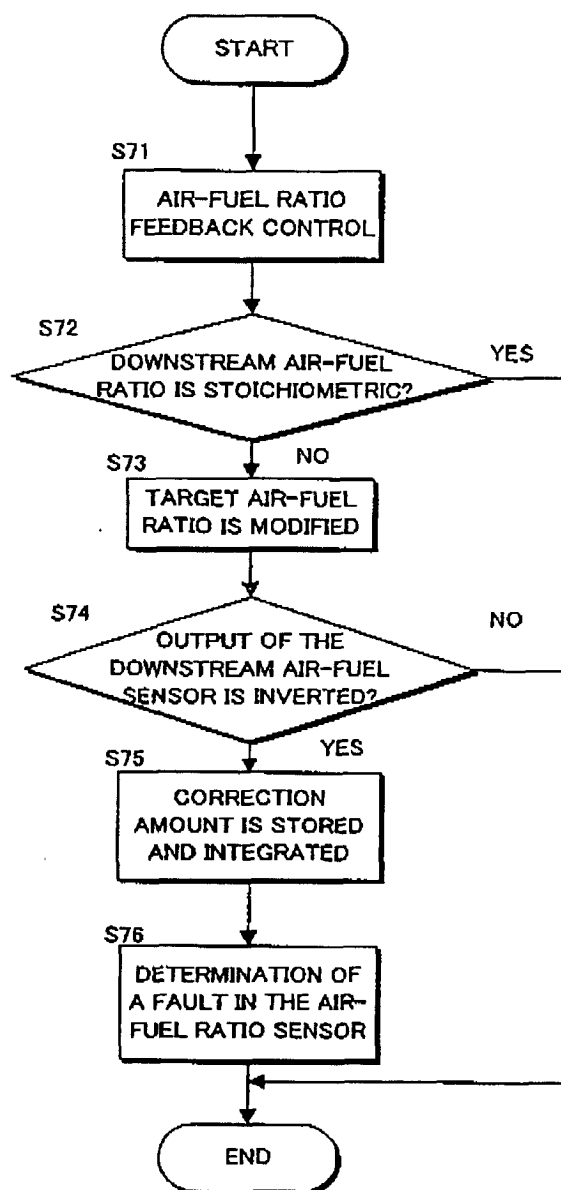 START
S71
AIR-FUEL RATIO
FEEDBACK CONTROL
S72
DOWNSTREAM AIR-FUEL
RATIO IS STOICHIOMETRIC?
YES
NO
S73
TARGET AIR-FUEL
RATIO IS MODIFIED
S74
OUTPUT OF THE
DOWNSTREAM AIR-FUEL
SENSOR IS INVERTED?
NO
YES
S75
CORRECTION
AMOUNT IS STORED
AND INTEGRATED
S76
DETERMINATION OF
A FAULT IN THE AIR-
FUEL RATIO SENSOR
END